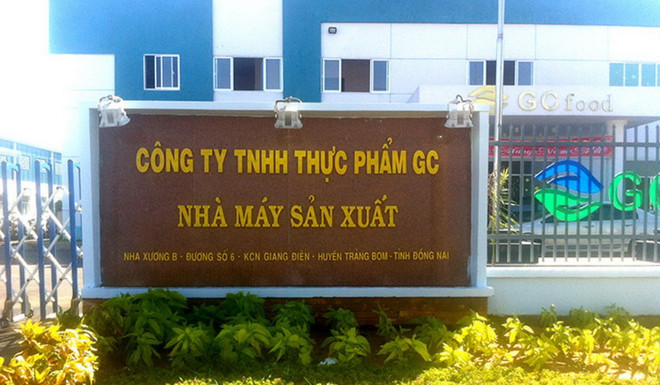 GC food
CÔNG TY TNHH THỰC PHẨM GC
NHÀ MÁY SẢN XUẤT
NHÀ XƯỞNG B - ĐƯỜNG SỐ 6 - KCN GIANG ĐIỀN - HUYỆN TRẢNG BOM - TỈNH ĐỒNG NAI